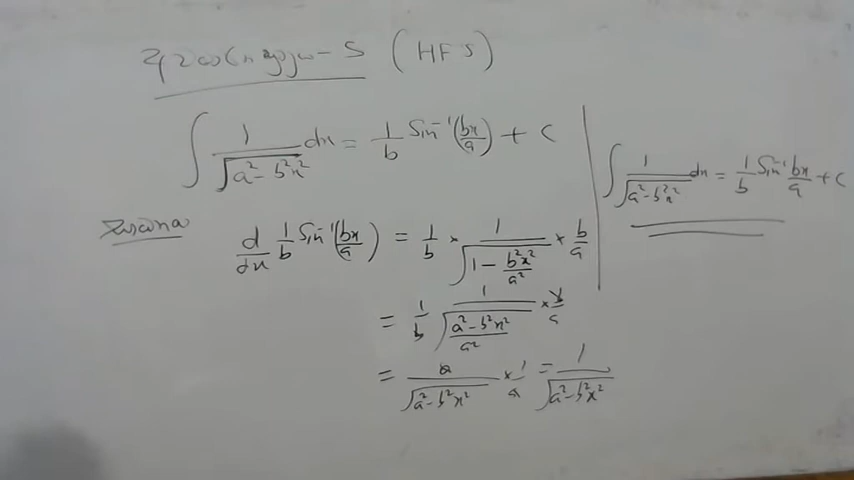 (HFS)
∫ 1/√(a² - b²x²) dx = 1/b Sin⁻¹(bx/a) + C
d/dx 1/b Sin⁻¹(bx/a) = 1/b × 1/√(1 - b²x²/a²) × b/a
= 1/b 1/√((a² - b²x²)/a²) × b/a
= a/√(a² - b²x²) × 1/a = 1/√(a² - b²x²)
∫ 1/√(a² - b²x²) dx = 1/b Sin⁻¹ bx/a + C